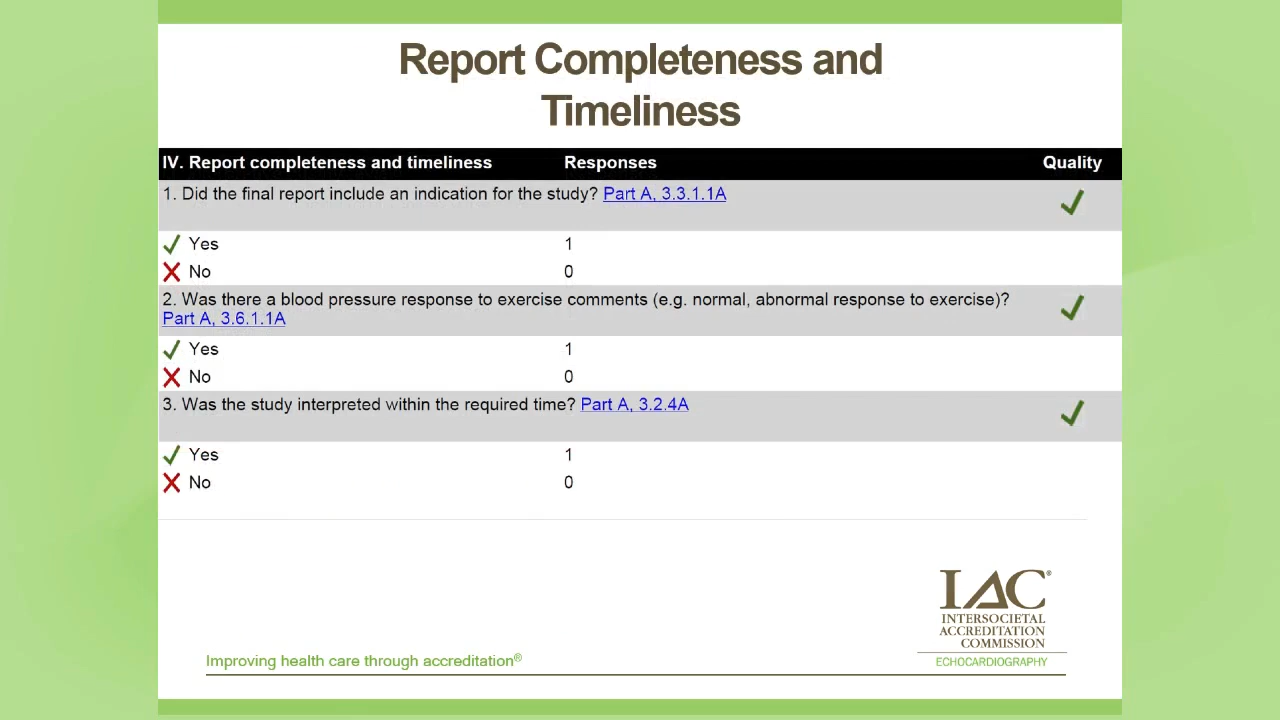 Report Completeness and
Timeliness
IV. Report completeness and timeliness Responses Quality
1. Did the final report include an indication for the study? Part A, 3.3.1.1A
Yes 1
No 0
2. Was there a blood pressure response to exercise comments (e.g. normal, abnormal response to exercise)?
Part A, 3.6.1.1A
Yes 1
No 0
3. Was the study interpreted within the required time? Part A, 3.2.4A
Yes 1
No 0
IAC®
INTERSOCIETAL
ACCREDITATION
COMMISSION
ECHOCARDIOGRAPHY
Improving health care through accreditation®